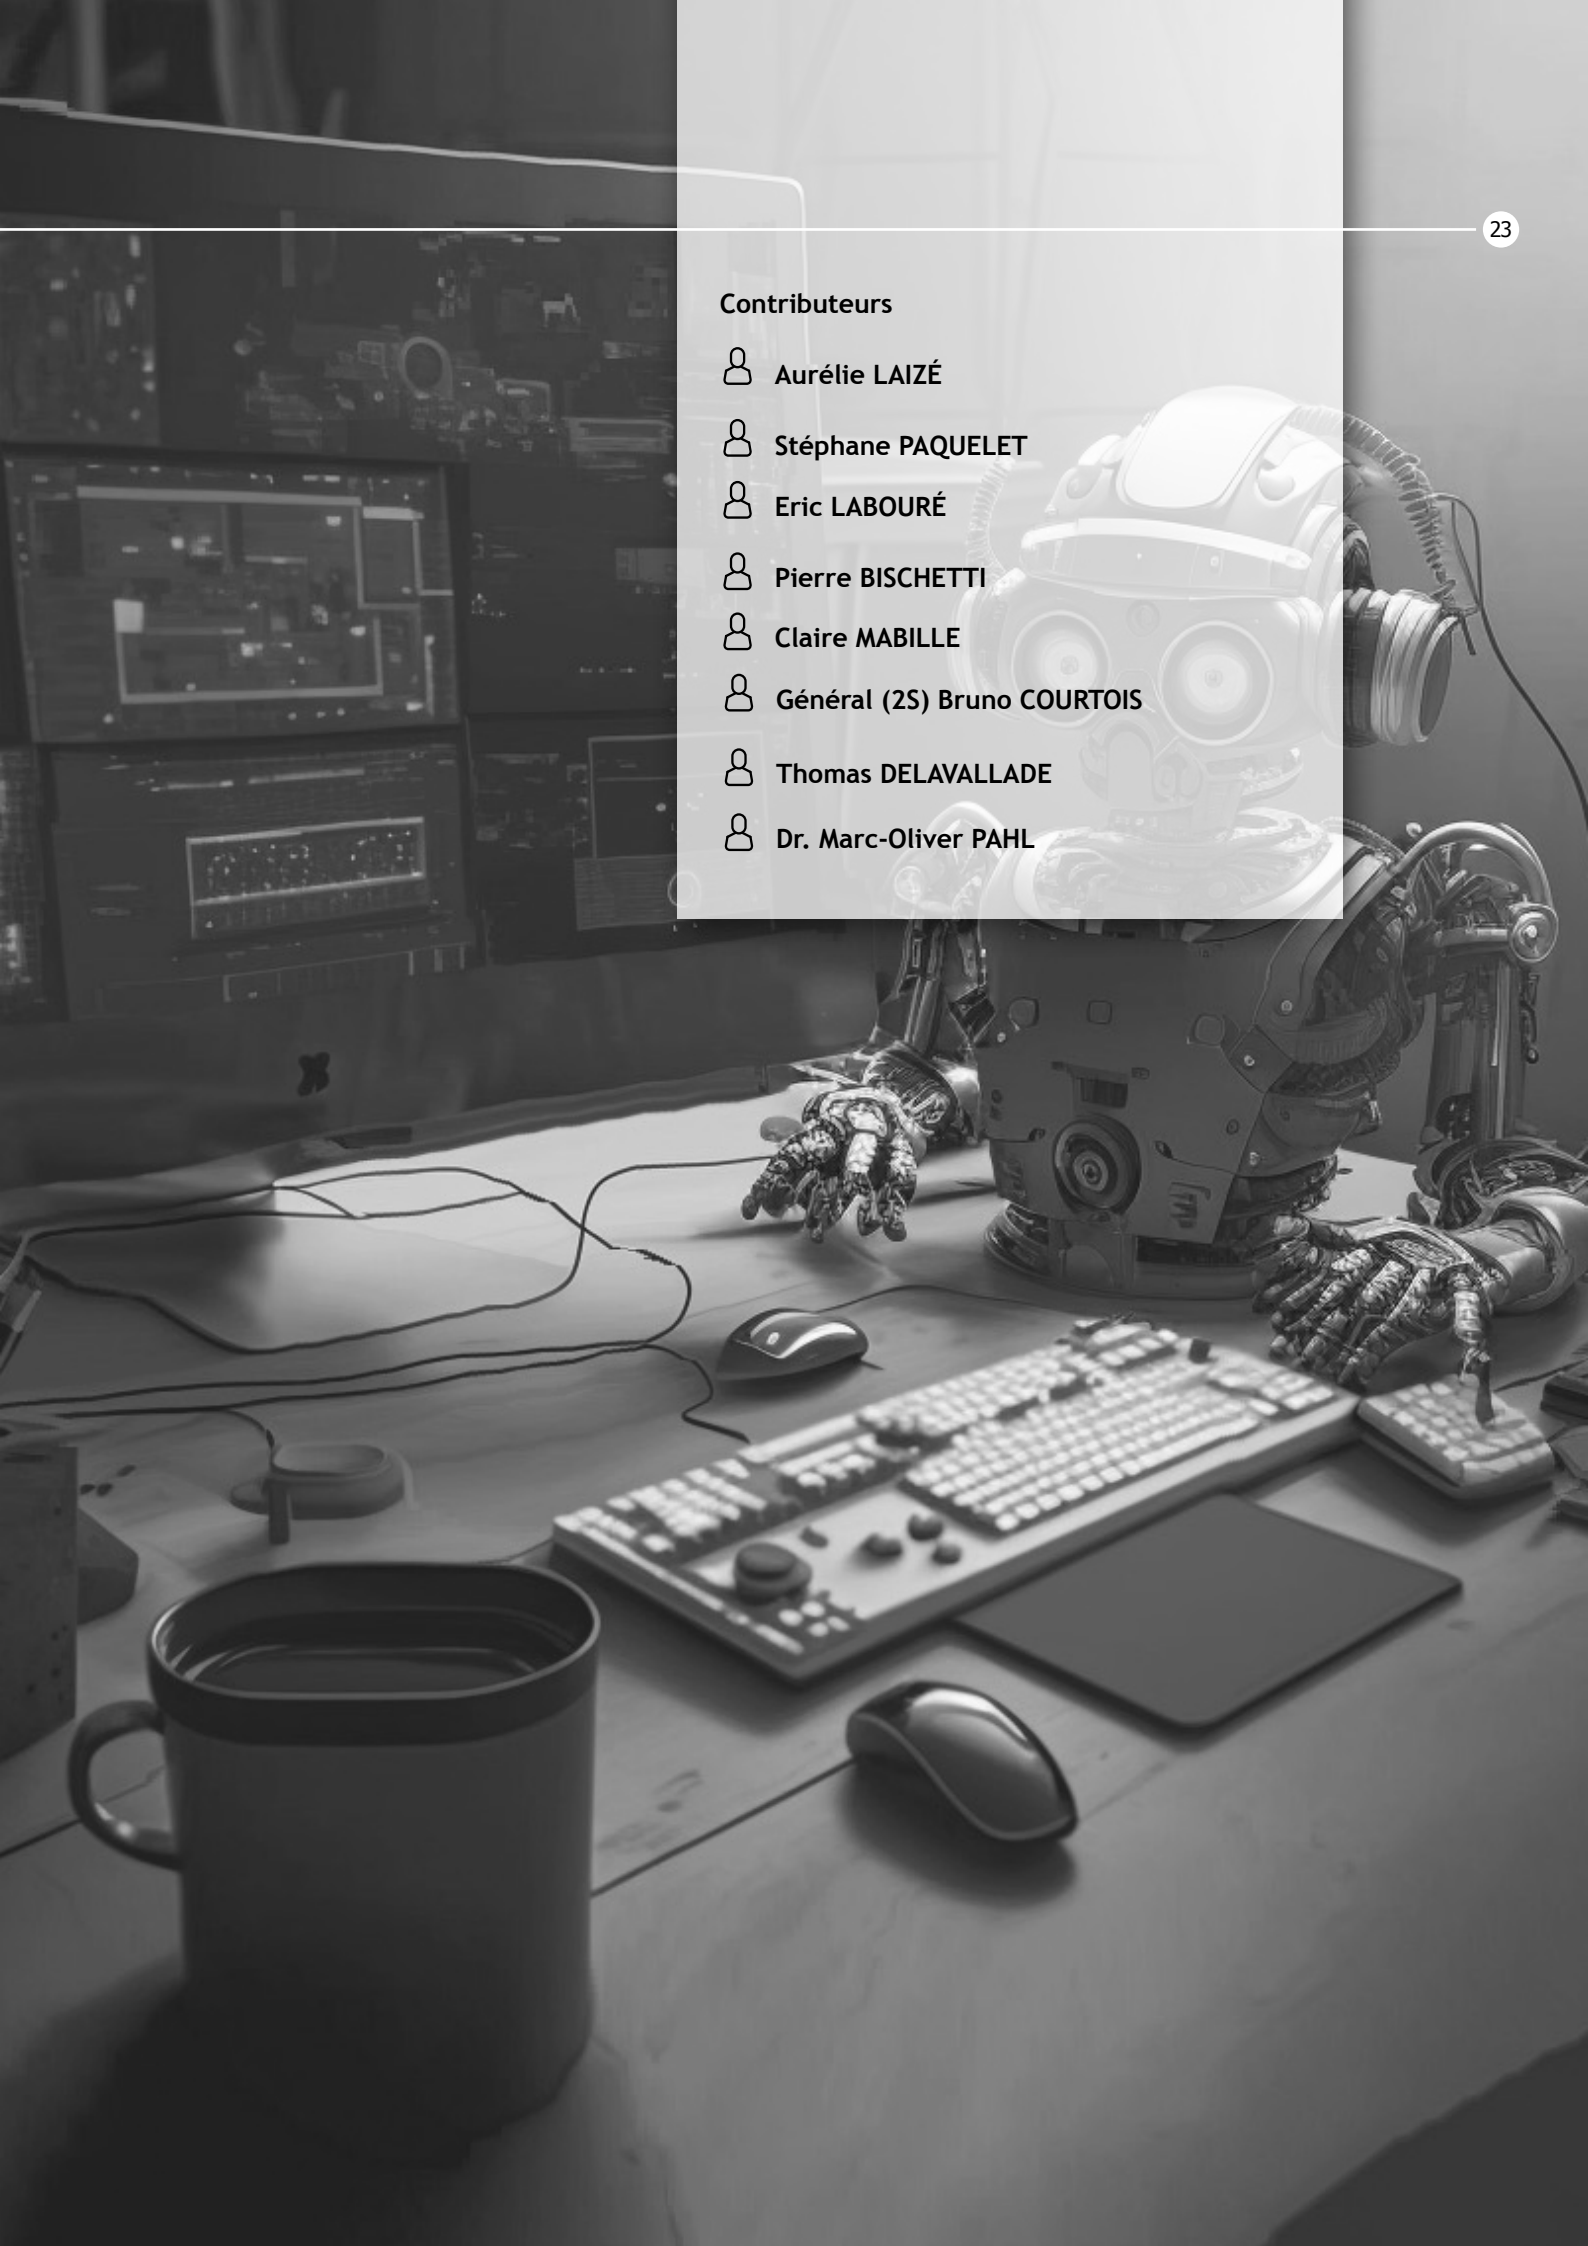 23
Contributeurs
Aurélie LAIZÉ
Stéphane PAQUELET
Eric LABOURÉ
Pierre BISCHETTI
Claire MABILLE
Général (2S) Bruno COURTOIS
Thomas DELAVALLADE
Dr. Marc-Oliver PAHL